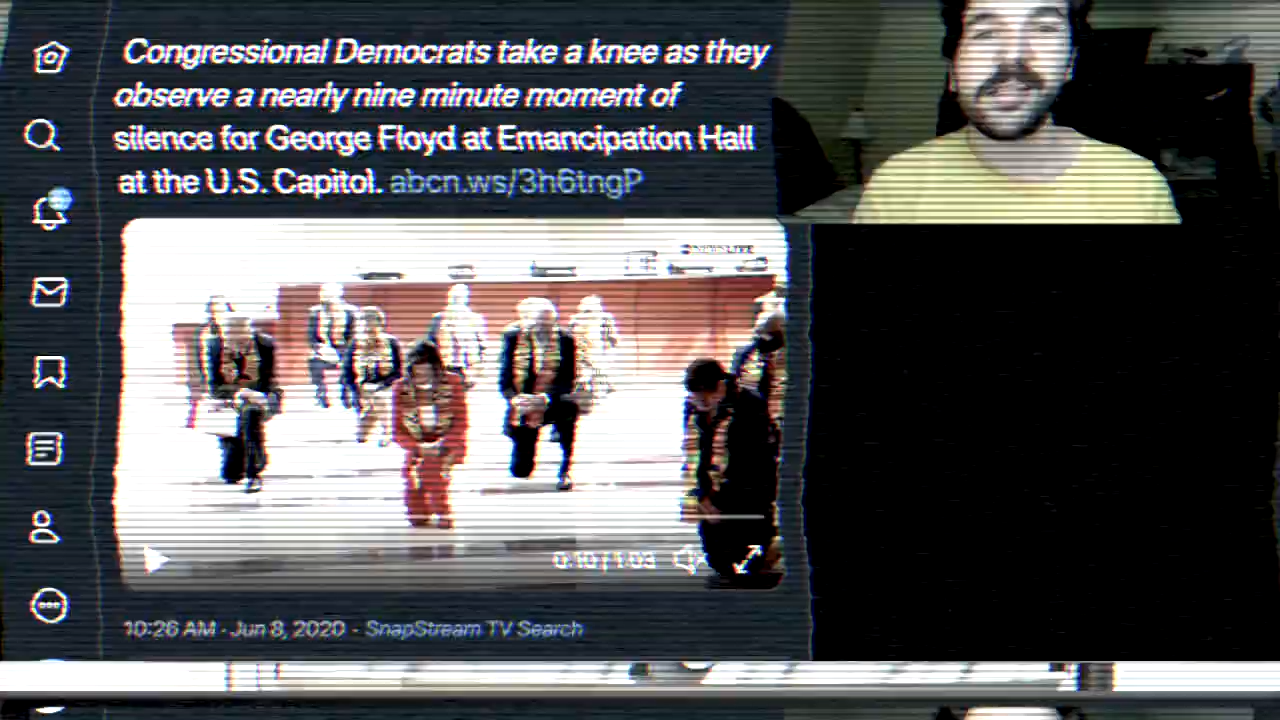 Congressional Democrats take a knee as they
observe a nearly nine minute moment of
silence for George Floyd at Emancipation Hall
at the U.S. Capitol. abcn.ws/3h6tngP
0:10 / 1:03
10:26 AM · Jun 8, 2020 · SnapStream TV Search